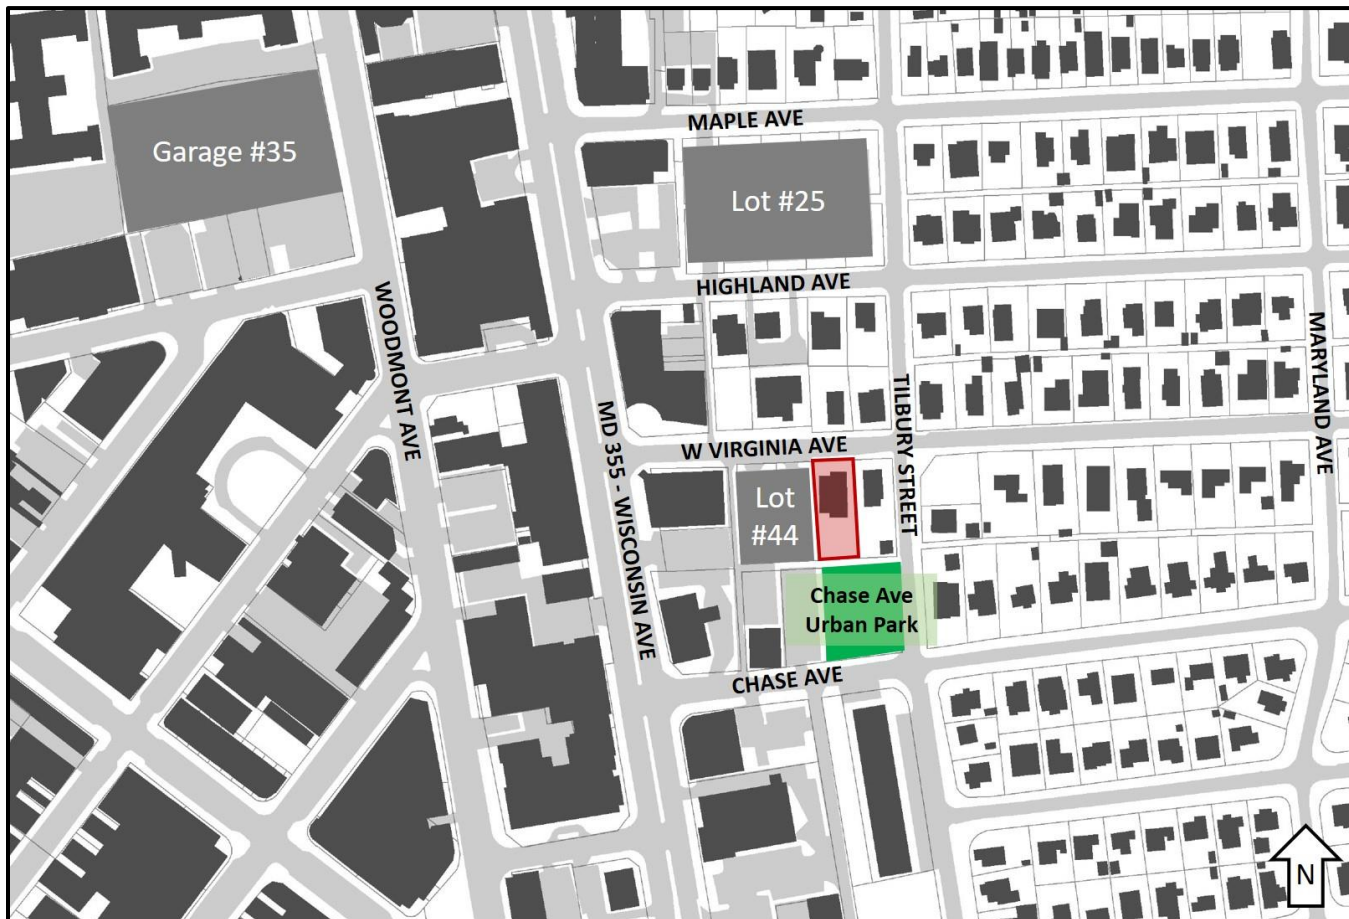 MAPLE AVE
Garage #35
Lot #25
HIGHLAND AVE
WOODMONT AVE
MARYLAND AVE
TILBURY STREET
MD 355 - WISCONSIN AVE
W VIRGINIA AVE
Lot
#44
Chase Ave
Urban Park
CHASE AVE
N